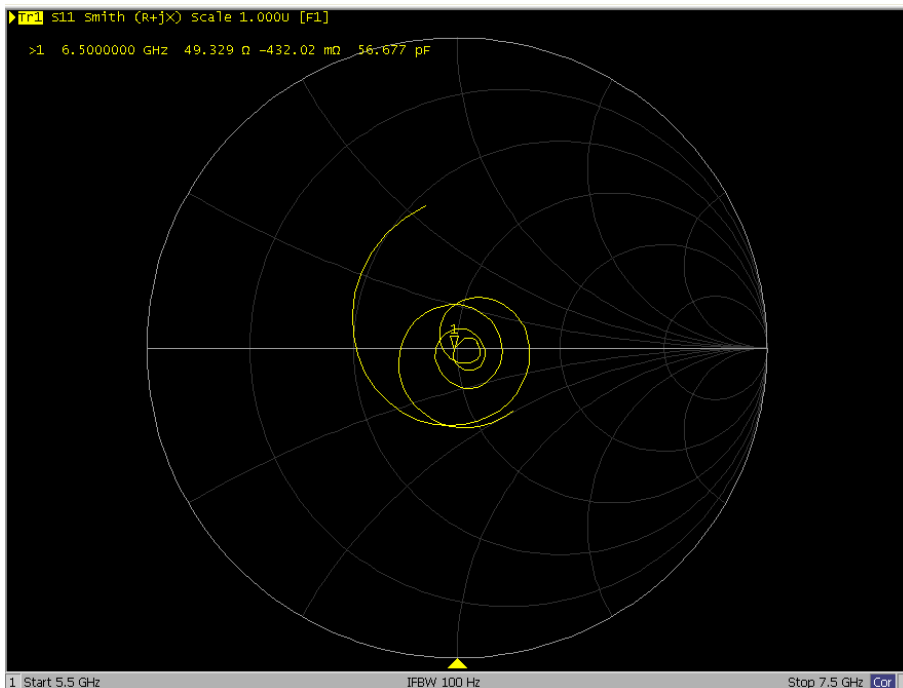 Tr1 S11 Smith (R+jX) Scale 1.000U [F1]
>1 6.5000000 GHz 49.329 Ω -432.02 mΩ 56.677 pF
1
1 Start 5.5 GHz IFBW 100 Hz Stop 7.5 GHz Cor